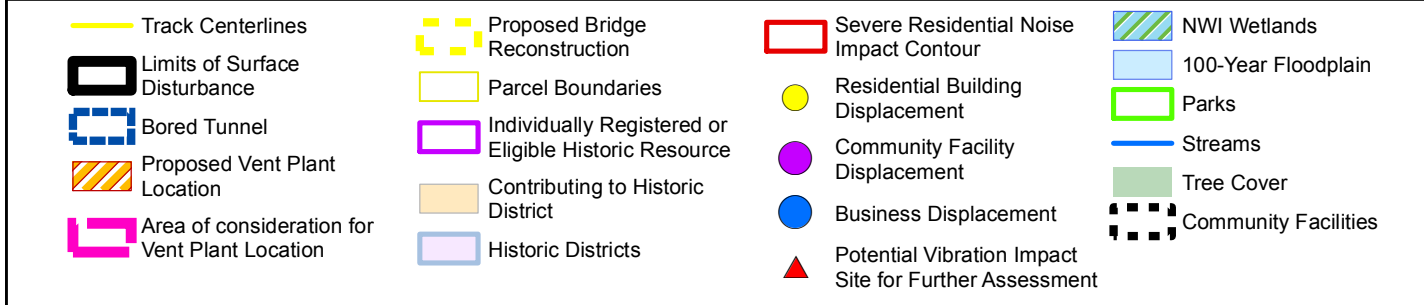 Track Centerlines
Limits of Surface
Disturbance
Bored Tunnel
Proposed Vent Plant
Location
Area of consideration for
Vent Plant Location
Proposed Bridge
Reconstruction
Parcel Boundaries
Individually Registered or
Eligible Historic Resource
Contributing to Historic
District
Historic Districts
Severe Residential Noise
Impact Contour
Residential Building
Displacement
Community Facility
Displacement
Business Displacement
Potential Vibration Impact
Site for Further Assessment
NWI Wetlands
100-Year Floodplain
Parks
Streams
Tree Cover
Community Facilities